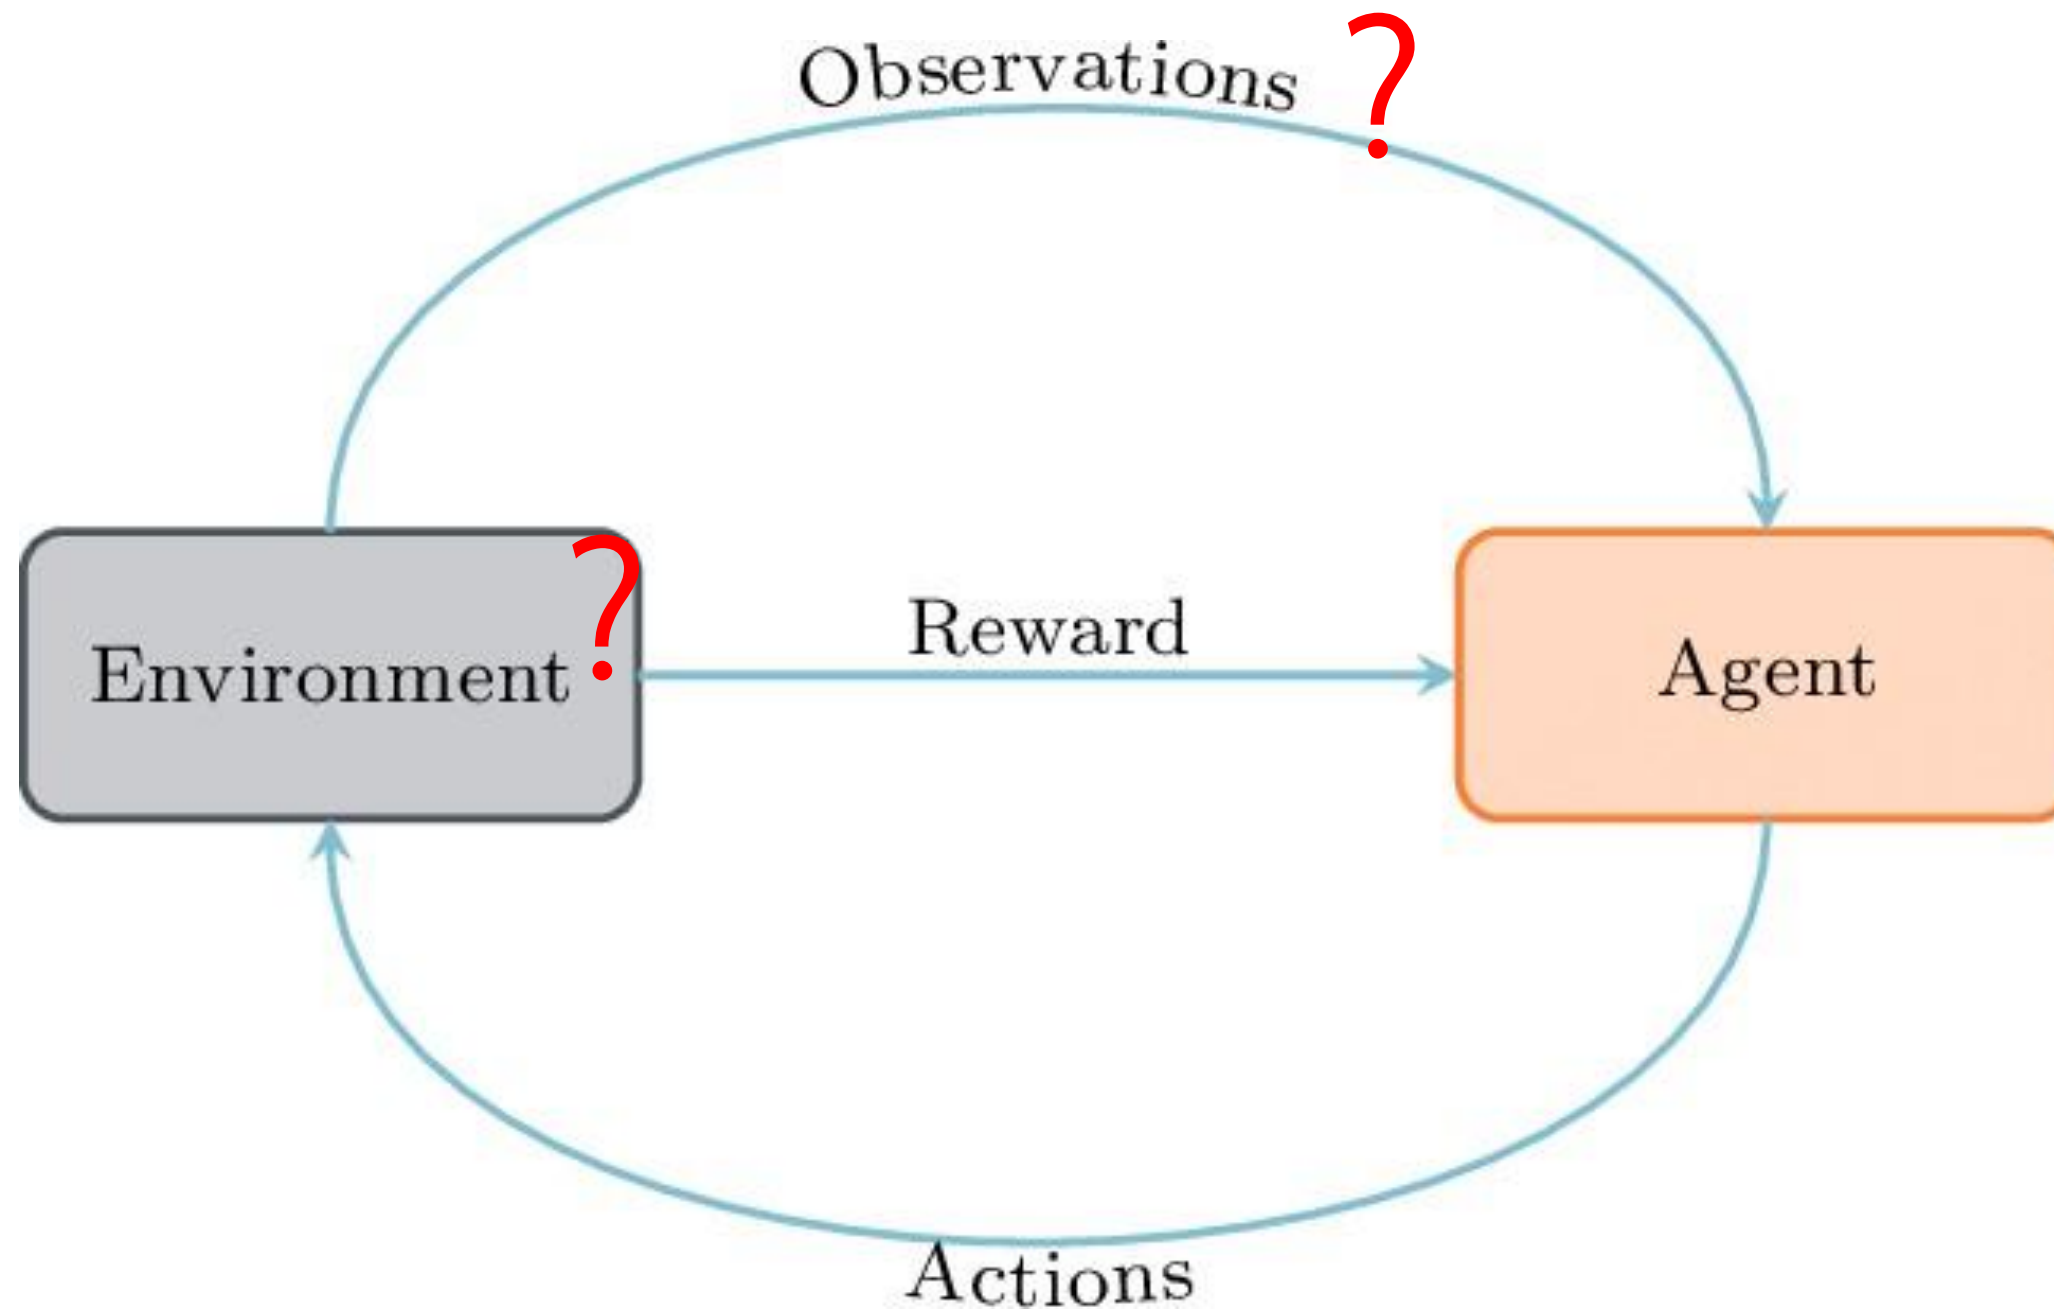 Observations ?
Environment ?
Reward
Agent
Actions